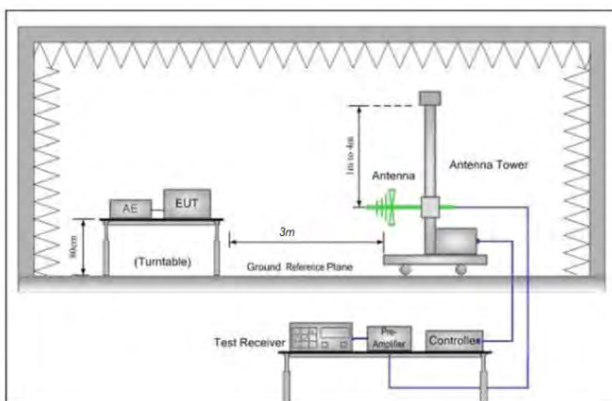 1m to 4m
Antenna
Antenna Tower
AE
EUT
80cm
3m
(Turntable)
Ground Reference Plane
Test Receiver
Pre-
Amplifier
Controller